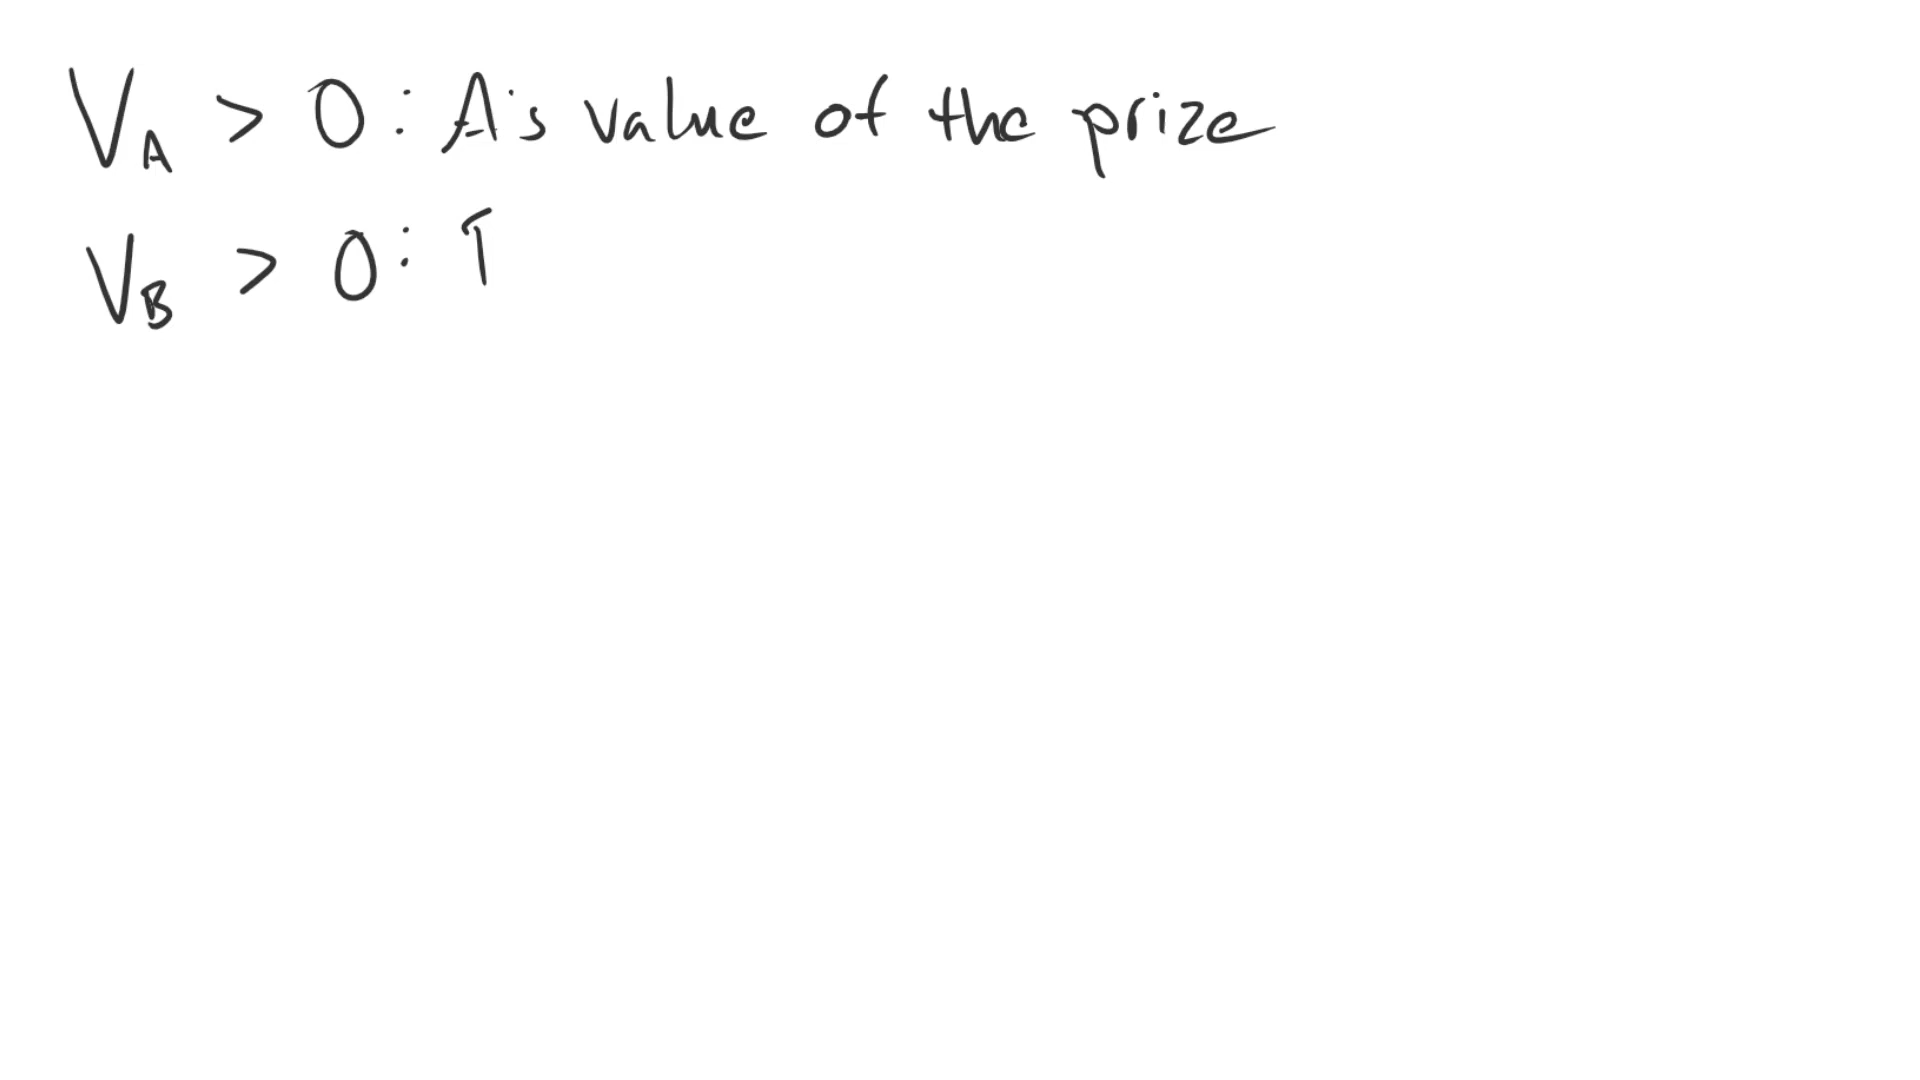 V_A > 0 : A's value of the prize
V_B > 0 :